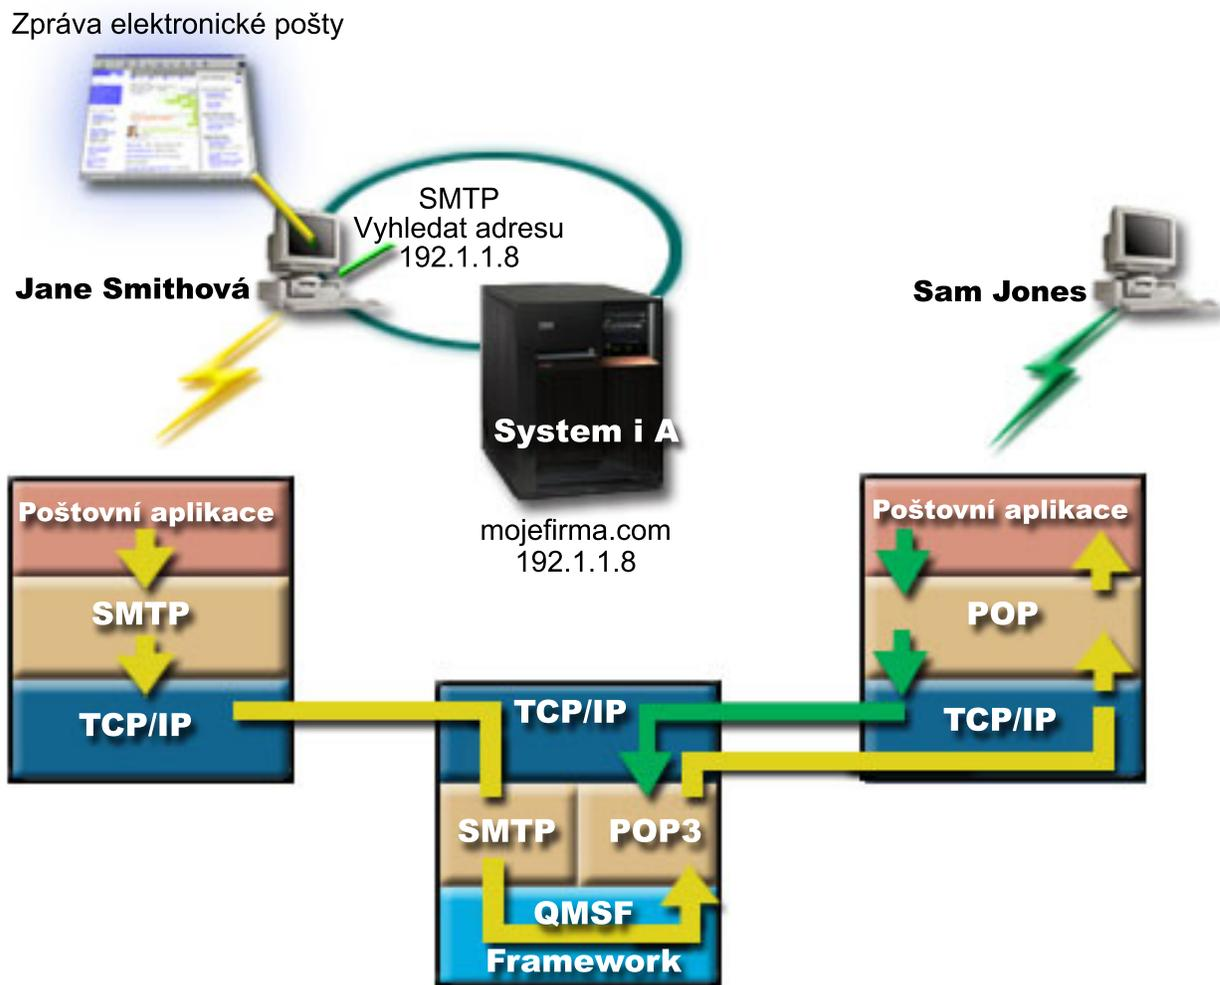 Zpráva elektronické pošty
SMTP
Vyhledat adresu
192.1.1.8
Jane Smithová
Sam Jones
System i A
mojefirma.com
192.1.1.8
Poštovní aplikace
SMTP
TCP/IP
Poštovní aplikace
POP
TCP/IP
TCP/IP
SMTP
POP3
QMSF
Framework